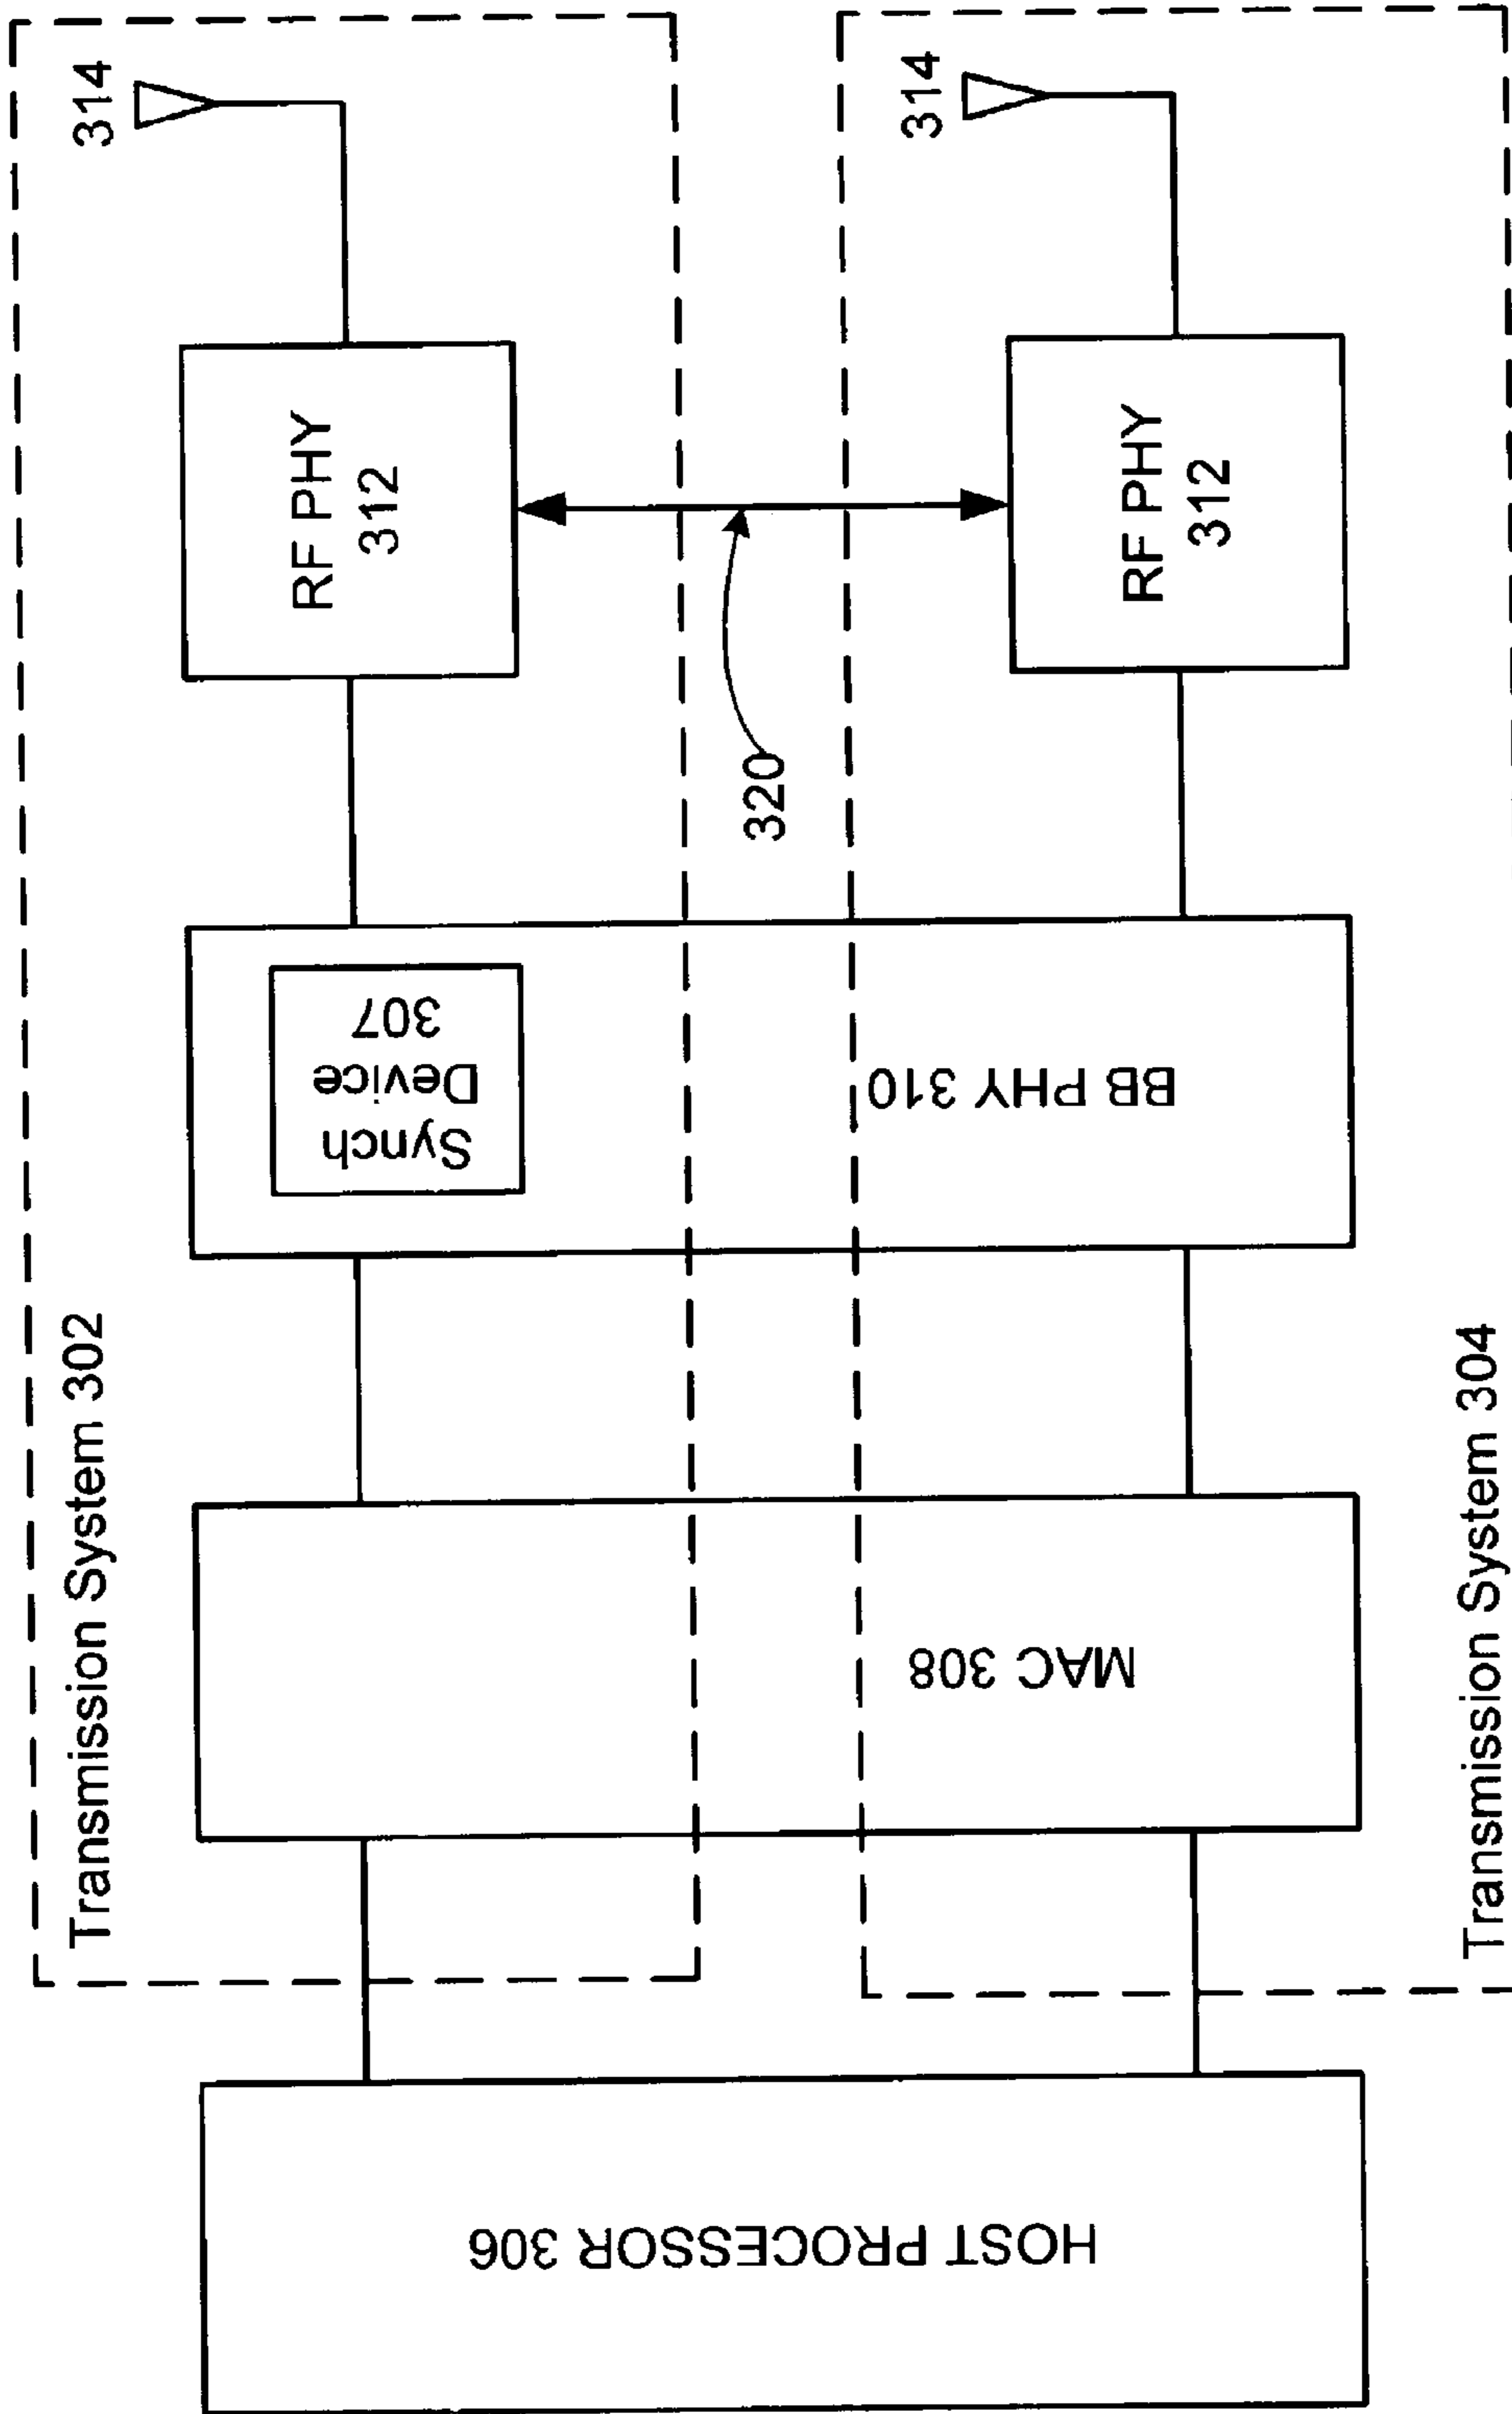 Transmission System 302
314
RF PHY
312
Synch
Device
307
BB PHY 310
MAC 308
HOST PROCESSOR 306
320
RF PHY
312
314
Transmission System 304